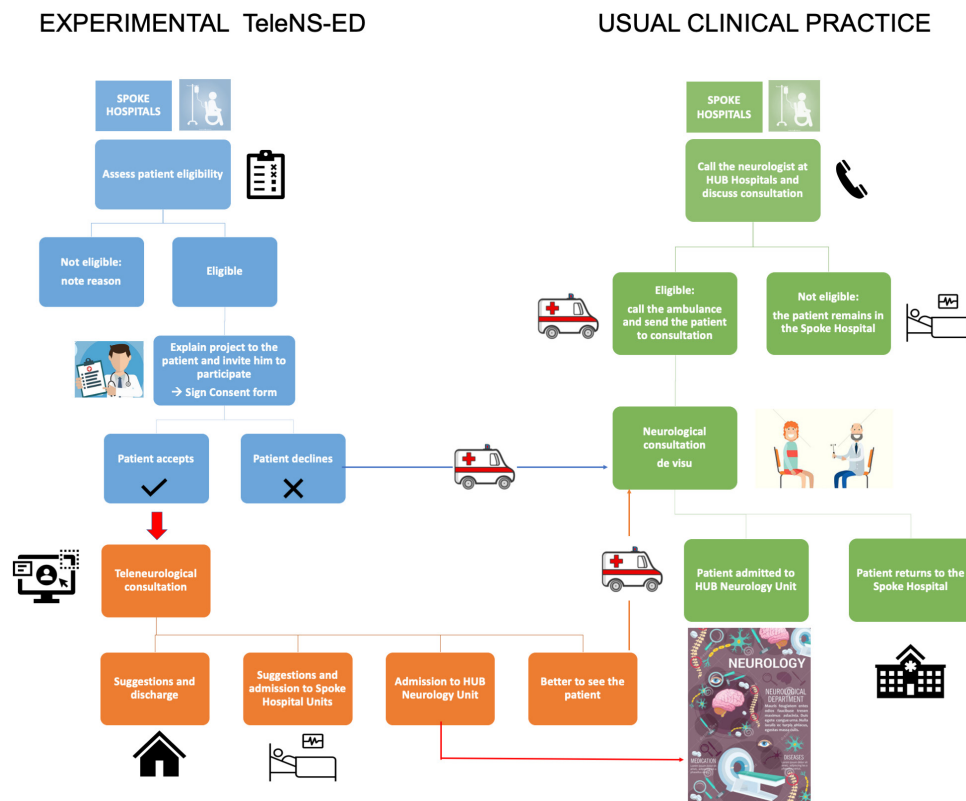 EXPERIMENTAL TeleNS-ED
USUAL CLINICAL PRACTICE
SPOKE
HOSPITALS
Assess patient eligibility
Not eligible:
note reason
Eligible
Explain project to the
patient and invite him to
participate
→ Sign Consent form
Patient accepts
Patient declines
Teleneurological
consultation
Suggestions and
discharge
Suggestions and
admission to Spoke
Hospital Units
Admission to HUB
Neurology Unit
Better to see the
patient
SPOKE
HOSPITALS
Call the neurologist at
HUB Hospitals and
discuss consultation
Eligible:
call the ambulance
and send the patient
to consultation
Not eligible:
the patient remains in
the Spoke Hospital
Neurological
consultation
de visu
Patient admitted to
HUB Neurology Unit
Patient returns to the
Spoke Hospital
NEUROLOGY
NEUROLOGICAL
DEPARTMENT
MEDICATION
DISEASES